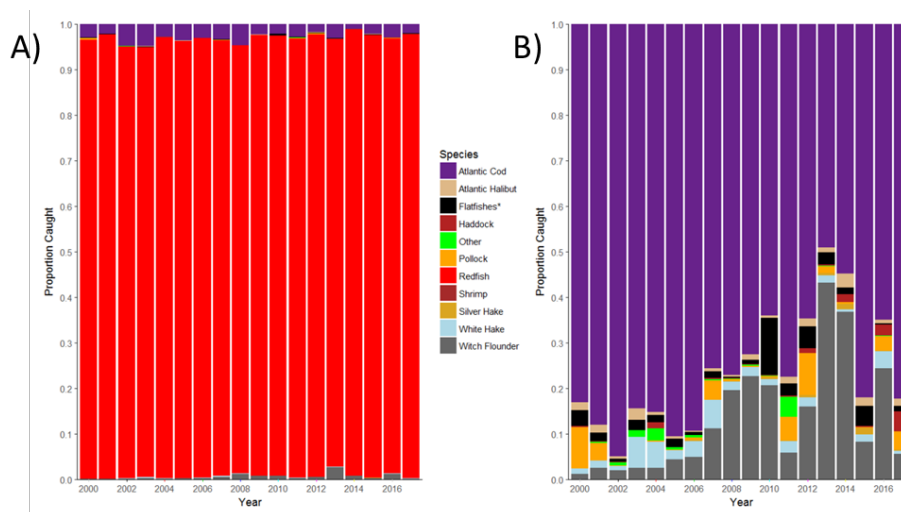 A)
B)
1.0
0.9
0.8
0.7
0.6
0.5
0.4
0.3
0.2
0.1
0.0
Proportion Caught
2000 2002 2004 2006 2008 2010 2012 2014 2016
Year
Species
Atlantic Cod
Atlantic Halibut
Flatfishes*
Haddock
Other
Pollock
Redfish
Shrimp
Silver Hake
White Hake
Witch Flounder
1.0
0.9
0.8
0.7
0.6
0.5
0.4
0.3
0.2
0.1
0.0
Proportion Caught
2000 2002 2004 2006 2008 2010 2012 2014 2016
Year